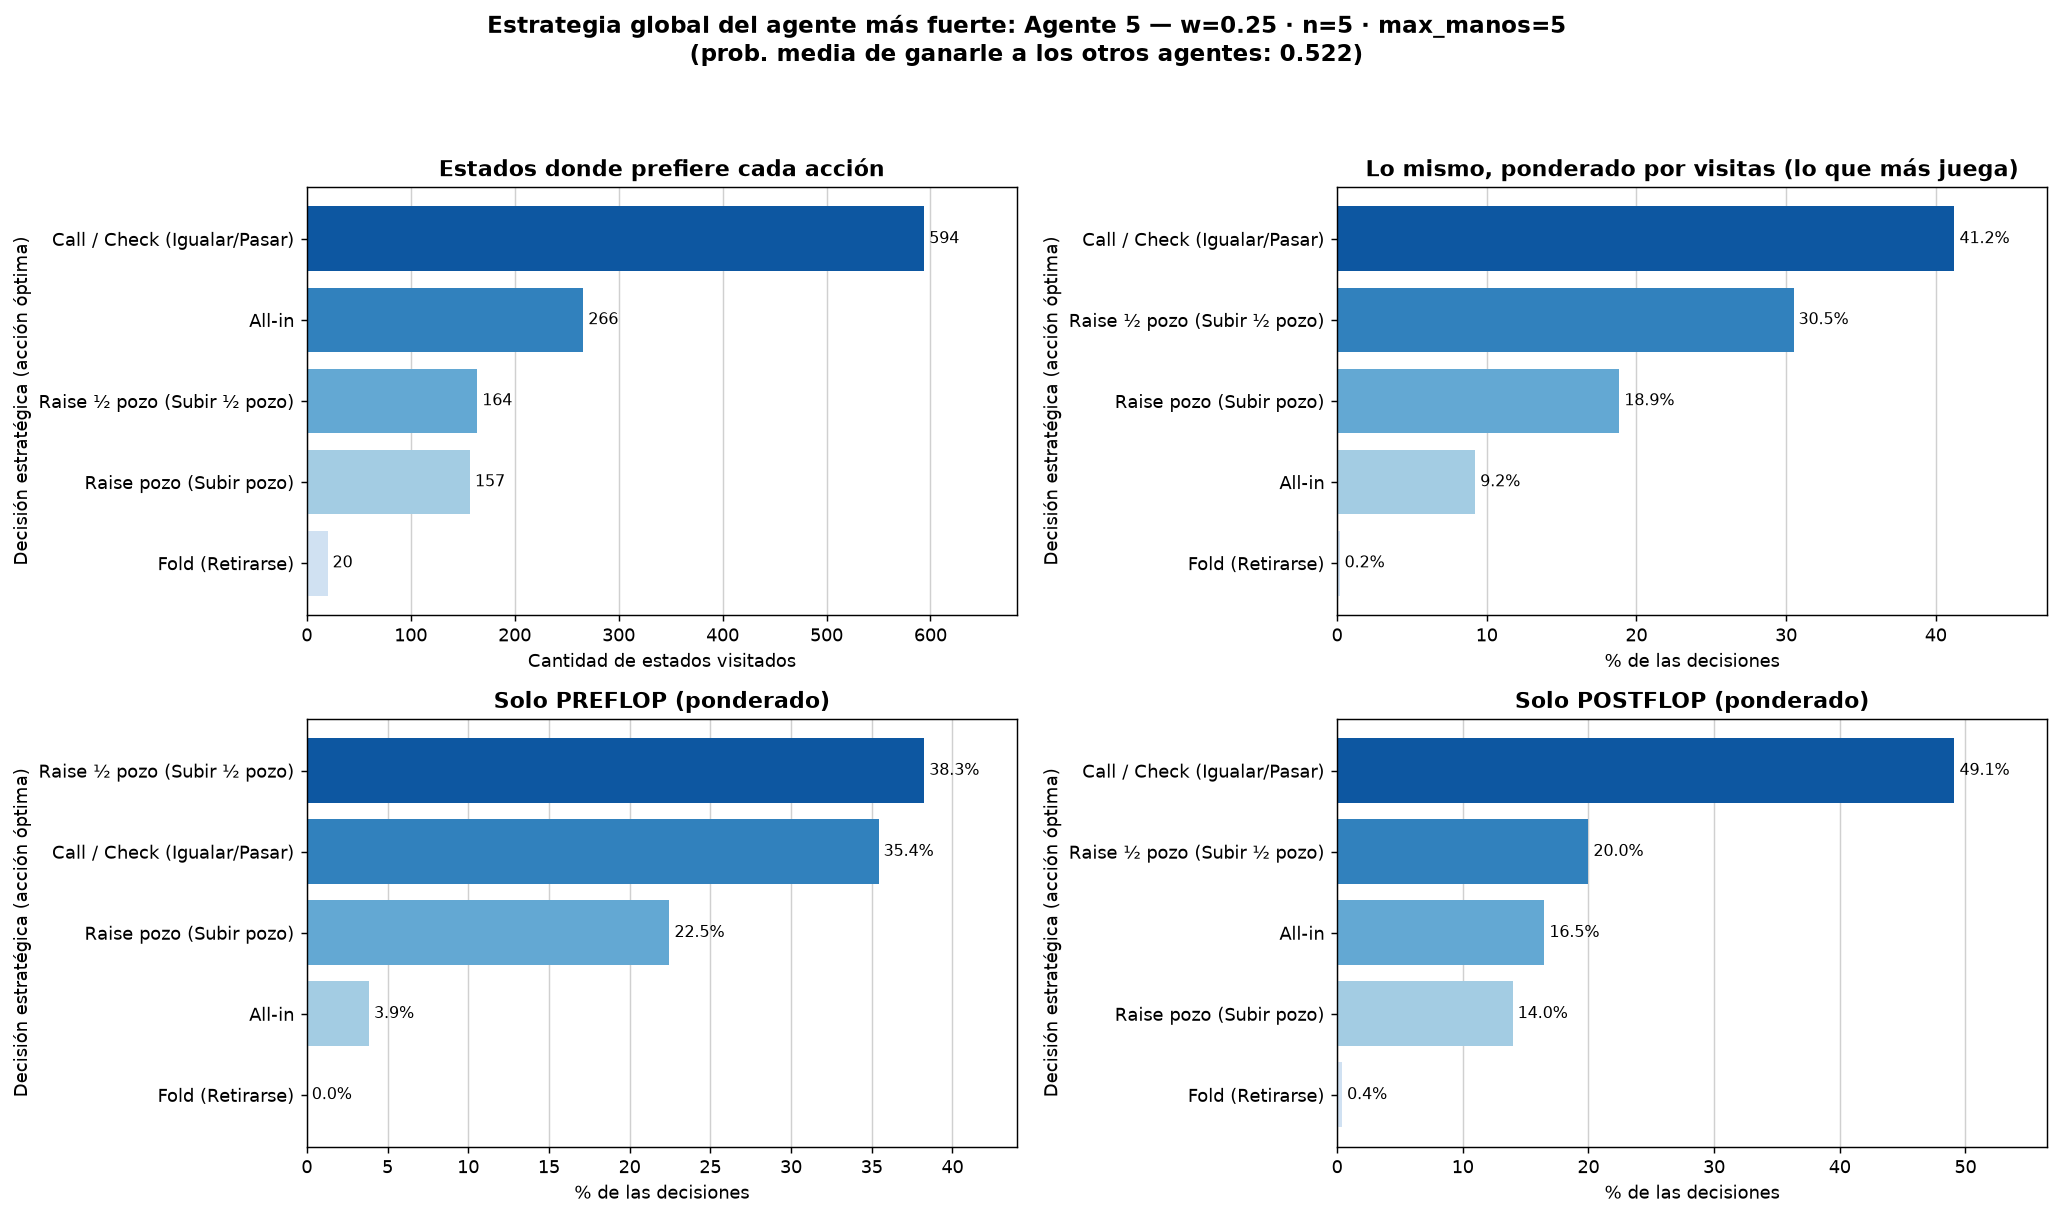 Estrategia global del agente más fuerte: Agente 5 — w=0.25 · n=5 · max_manos=5
(prob. media de ganarle a los otros agentes: 0.522)
Estados donde prefiere cada acción
Decisión estratégica (acción óptima)
Call / Check (Igualar/Pasar)
594
All-in
266
Raise ½ pozo (Subir ½ pozo)
164
Raise pozo (Subir pozo)
157
Fold (Retirarse)
20
0 100 200 300 400 500 600
Cantidad de estados visitados
Lo mismo, ponderado por visitas (lo que más juega)
Decisión estratégica (acción óptima)
Call / Check (Igualar/Pasar)
41.2%
Raise ½ pozo (Subir ½ pozo)
30.5%
Raise pozo (Subir pozo)
18.9%
All-in
9.2%
Fold (Retirarse)
0.2%
0 10 20 30 40
% de las decisiones
Solo PREFLOP (ponderado)
Decisión estratégica (acción óptima)
Raise ½ pozo (Subir ½ pozo)
38.3%
Call / Check (Igualar/Pasar)
35.4%
Raise pozo (Subir pozo)
22.5%
All-in
3.9%
Fold (Retirarse)
0.0%
0 5 10 15 20 25 30 35 40
% de las decisiones
Solo POSTFLOP (ponderado)
Decisión estratégica (acción óptima)
Call / Check (Igualar/Pasar)
49.1%
Raise ½ pozo (Subir ½ pozo)
20.0%
All-in
16.5%
Raise pozo (Subir pozo)
14.0%
Fold (Retirarse)
0.4%
0 10 20 30 40 50
% de las decisiones